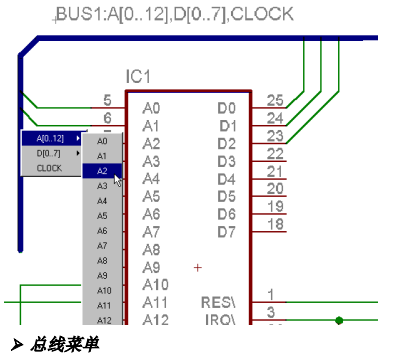 BUS1:A[0..12],D[0..7],CLOCK
IC1
5 A0 D0 25
6 A1 D1 24
A2 D2 23
A3 D3 22
A4 D4 21
A5 D5 20
A6 D6 19
A7 D7 18
A8
A9
A10
A11 RES\ 1
A12 IRQ\ 3
A[0..12]
D[0..7]
CLOCK
A0
A1
A2
A3
A4
A5
A6
A7
A8
A9
A10
A11
A12
➢ 总线菜单